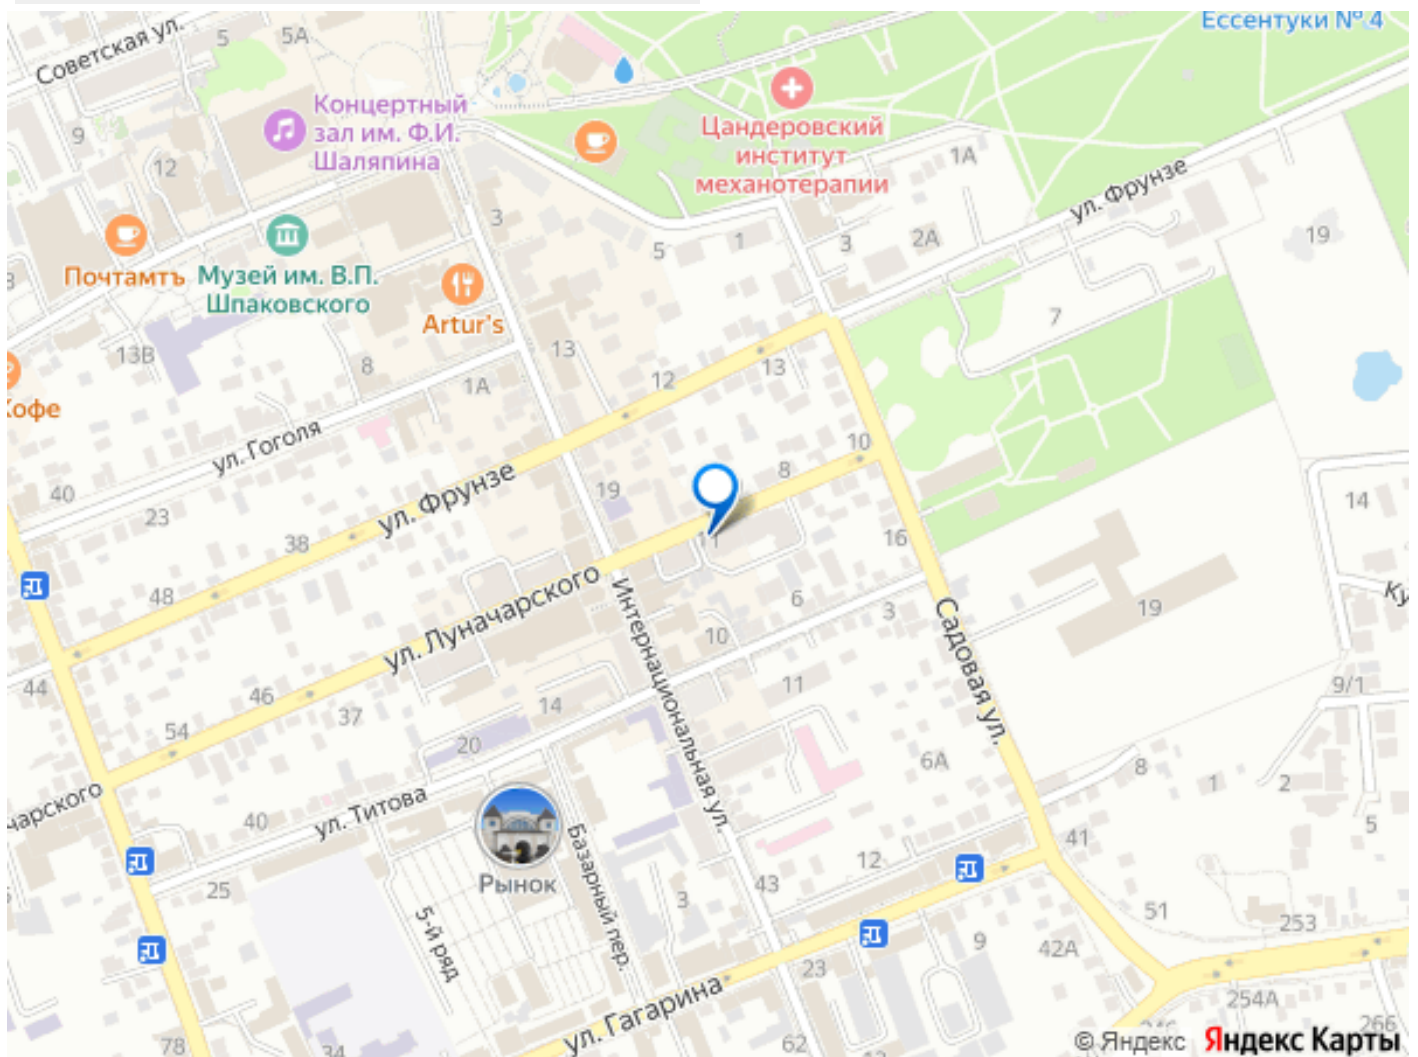 Ессентуки № 4
Советская ул.
5
5А
9
12
Концертный
зал им. Ф.И.
Шаляпина
Цандеровский
институт
механотерапии
1А
ул. Фрунзе
3
5
1
3
2А
19
Почтамтъ
Музей им. В.П.
Шпаковского
Artur's
7
13В
8
13
1А
12
13
Кофе
ул. Гоголя
40
23
38
ул. Фрунзе
19
8
10
14
48
11
16
ул. Луначарского
6
3
10
19
44
46
37
54
14
20
11
Интернациональная ул.
Садовая ул.
9/1
6А
8
1
2
5
ул. Титова
40
25
Рынок
5-й ряд
Базарный пер.
3
43
12
41
51
253
9
42А
23
254А
266
ул. Гагарина
62
78
34
© Яндекс Яндекс Карты